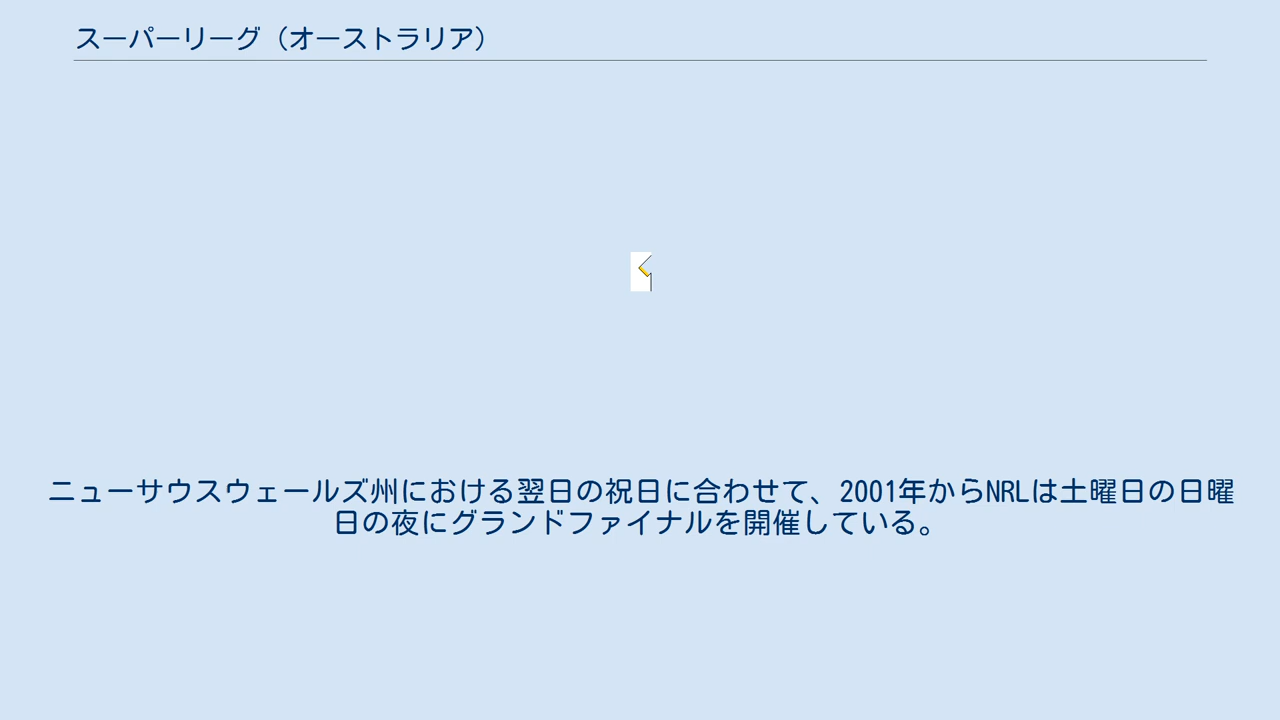 スーパーリーグ（オーストラリア）
ニューサウスウェールズ州における翌日の祝日に合わせて、2001年からNRLは土曜日の日曜
日の夜にグランドファイナルを開催している。